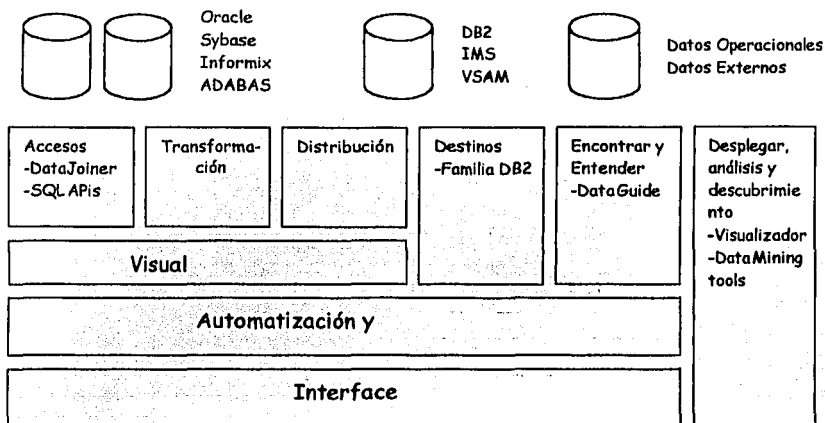 Oracle
Sybase
Informix
ADABAS
DB2
IMS
VSAM
Datos Operacionales
Datos Externos
Accesos
-DataJoiner
-SQL APis
Transforma-
ción
Distribución
Destinos
-Familia DB2
Encontrar y
Entender
-DataGuide
Desplegar,
análisis y
descubrimie
nto
-Visualizador
-DataMining
tools
Visual
Automatización y
Interface